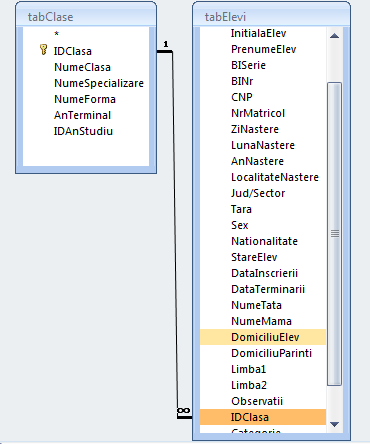 tabClase
*
IDClasa
NumeClasa
NumeSpecializare
NumeForma
AnTerminal
IDAnStudiu
1
∞
tabElevi
InitialaElev
PrenumeElev
BISerie
BINr
CNP
NrMatricol
ZiNastere
LunaNastere
AnNastere
LocalitateNastere
Jud/Sector
Tara
Sex
Nationalitate
StareElev
DataInscrierii
DataTerminarii
NumeTata
NumeMama
DomiciliuElev
DomiciliuParinti
Limba1
Limba2
Observatii
IDClasa
Categorie